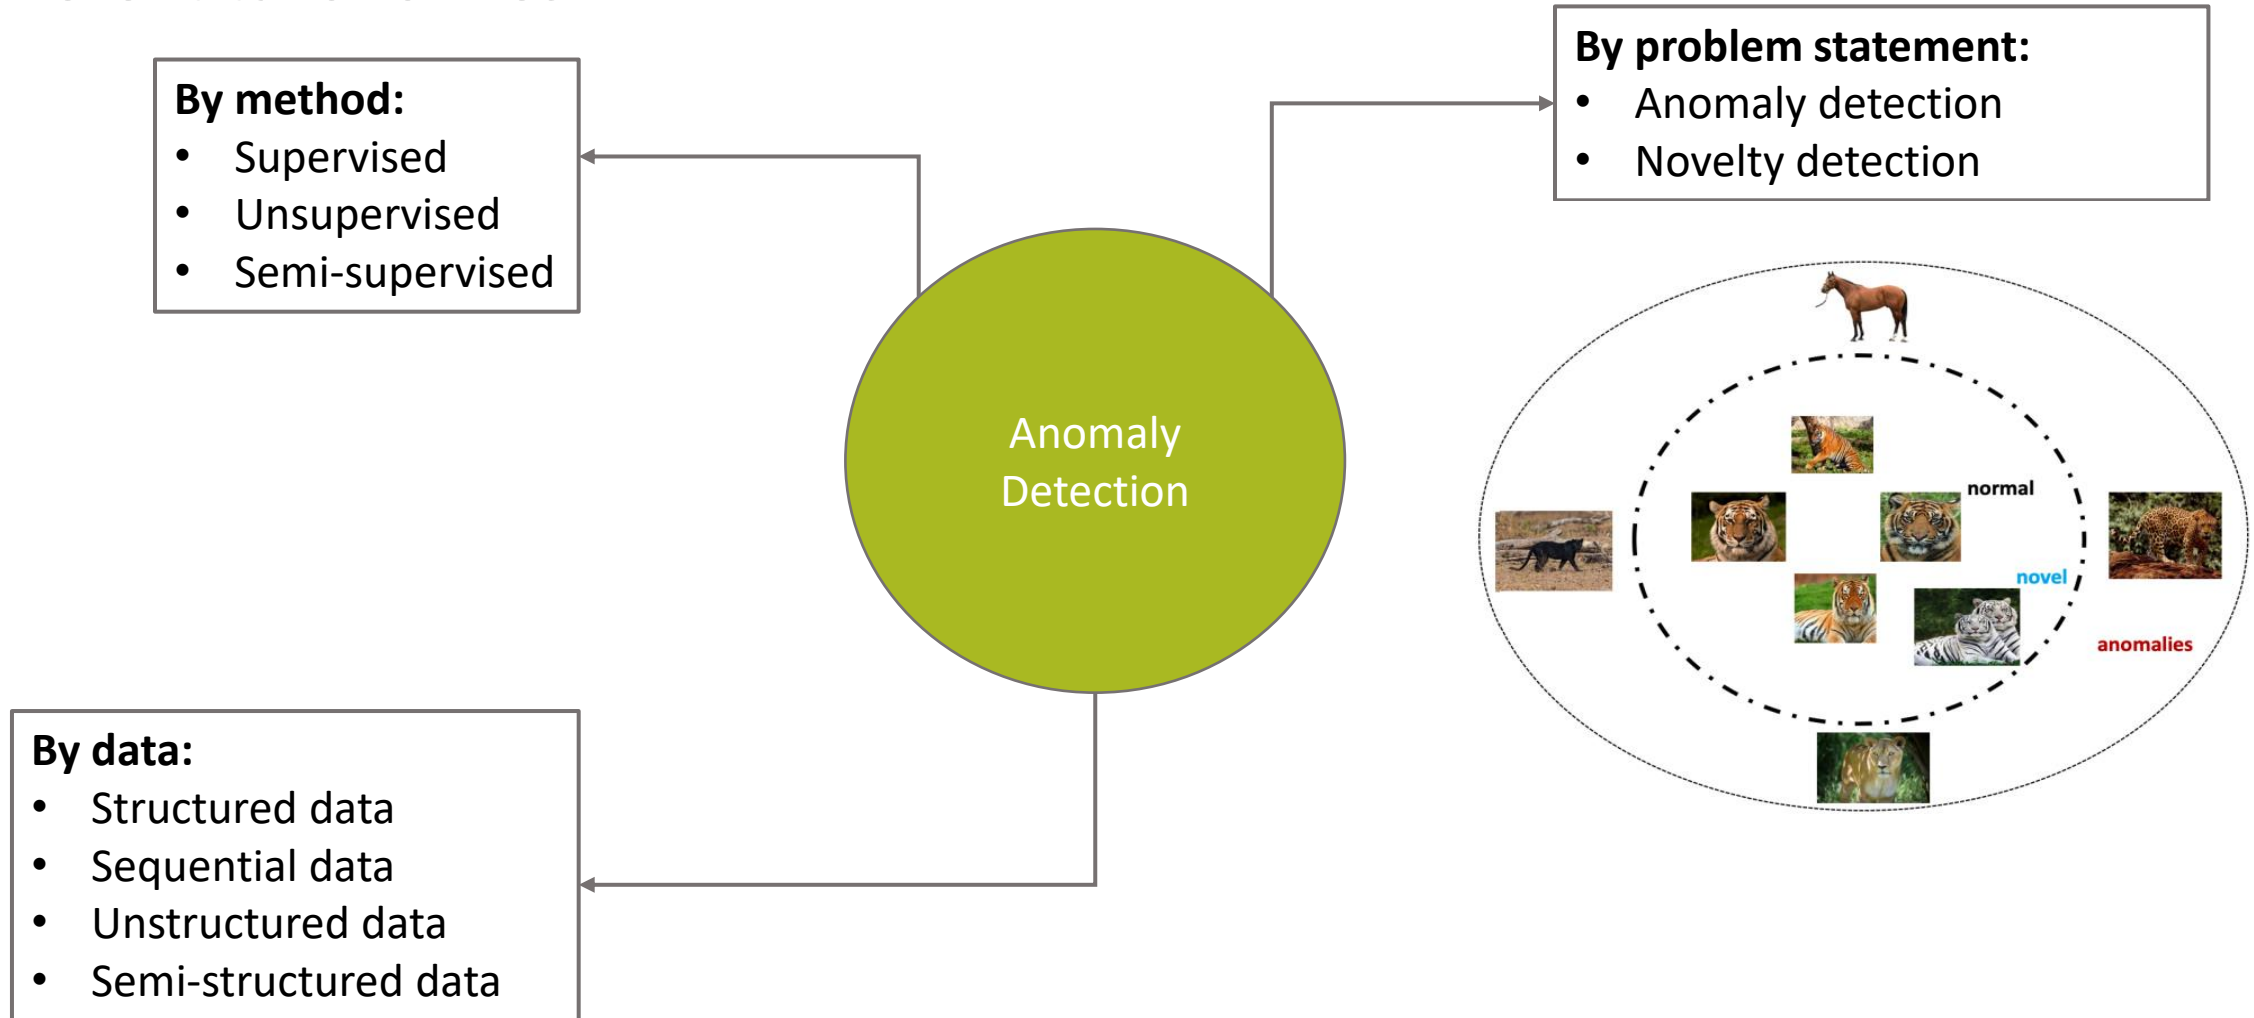 By method:
• Supervised
• Unsupervised
• Semi-supervised
By problem statement:
• Anomaly detection
• Novelty detection
Anomaly
Detection
normal
novel
anomalies
By data:
• Structured data
• Sequential data
• Unstructured data
• Semi-structured data